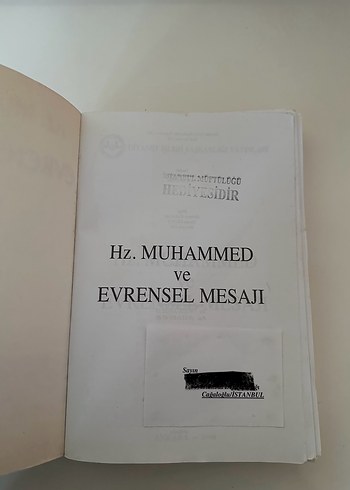 HEDİYESİDİR
Hz. MUHAMMED
ve
EVRENSEL MESAJI
Sayın
Cağaloğlu/İSTANBUL